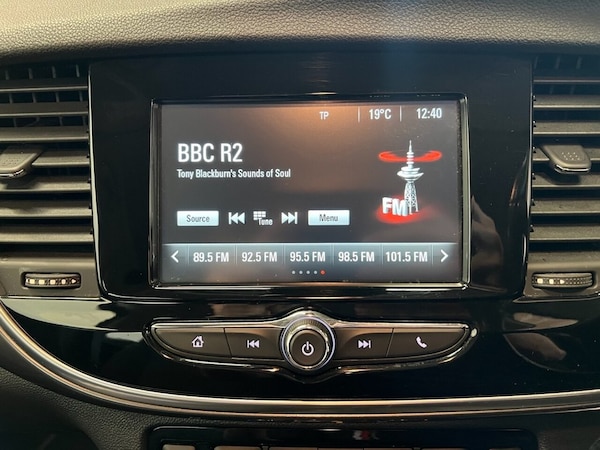 TP 19°C 12:40
BBC R2
Tony Blackburn's Sounds of Soul
FM
Source Tune Menu
89.5 FM 92.5 FM 95.5 FM 98.5 FM 101.5 FM